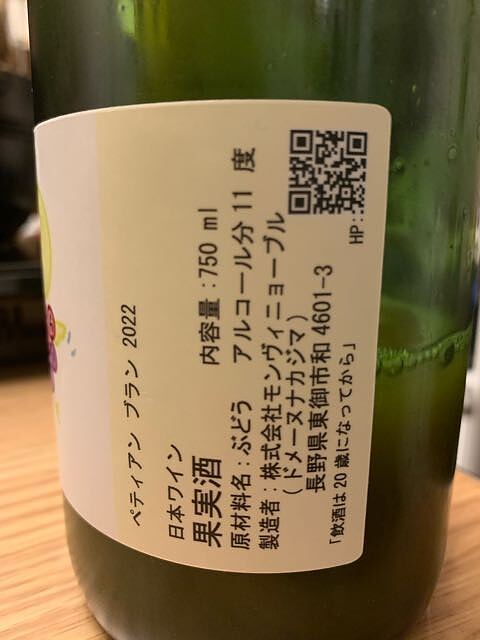 ペティアン ブラン 2022
日本ワイン
果実酒 内容量：750 ml
原材料名：ぶどう アルコール分 11 度
製造者：株式会社モンヴィニョーブル
（ドメーヌナカジマ）
長野県東御市和 4601-3
「飲酒は 20 歳になってから」
HP: